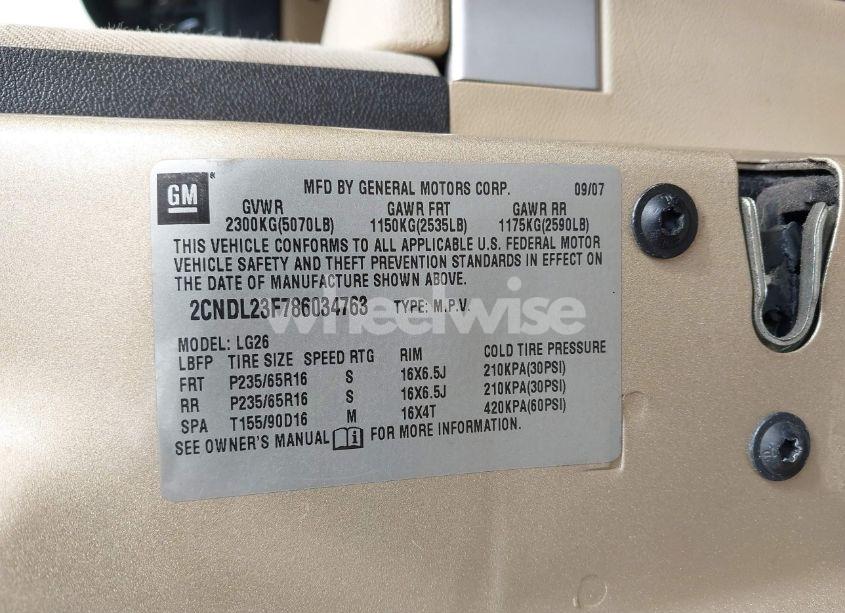 GM
MFD BY GENERAL MOTORS CORP. 09/07
GVWR GAWR FRT GAWR RR
2300KG(5070LB) 1150KG(2535LB) 1175KG(2590LB)
THIS VEHICLE CONFORMS TO ALL APPLICABLE U.S. FEDERAL MOTOR
VEHICLE SAFETY AND THEFT PREVENTION STANDARDS IN EFFECT ON
THE DATE OF MANUFACTURE SHOWN ABOVE.
2CNDL23F786034763 TYPE: M.P.V.
wheelwise
MODEL: LG26
LBFP TIRE SIZE SPEED RTG RIM COLD TIRE PRESSURE
FRT P235/65R16 S 16X6.5J 210KPA(30PSI)
RR P235/65R16 S 16X6.5J 210KPA(30PSI)
SPA T155/90D16 M 16X4T 420KPA(60PSI)
SEE OWNER'S MANUAL i FOR MORE INFORMATION.